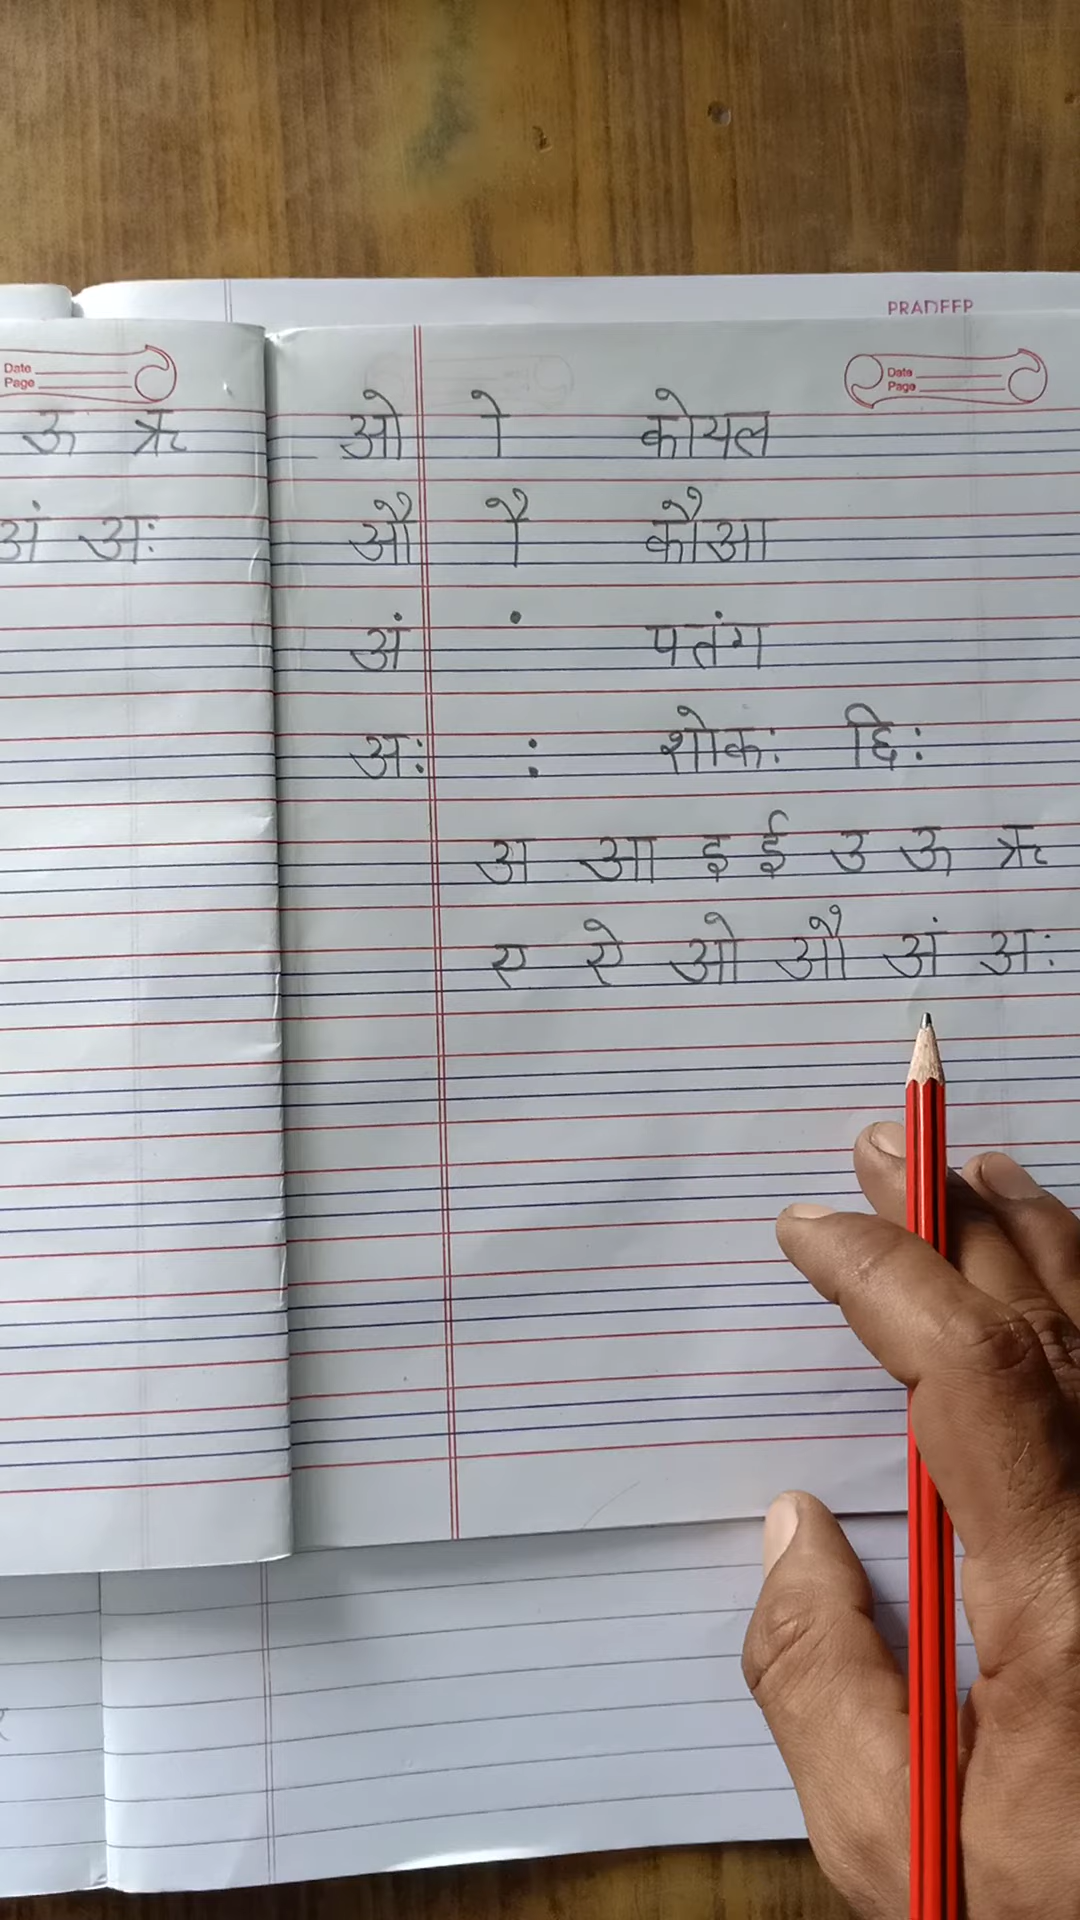 PRADEEP
Date
Page
ऊ ऋ
अं अः
Date
Page
ओ ो कोयल
औ ौ कौआ
अं ं पतंग
अः : शोकः द्विः
अ आ इ ई उ ऊ ऋ
ए ऐ ओ औ अं अः